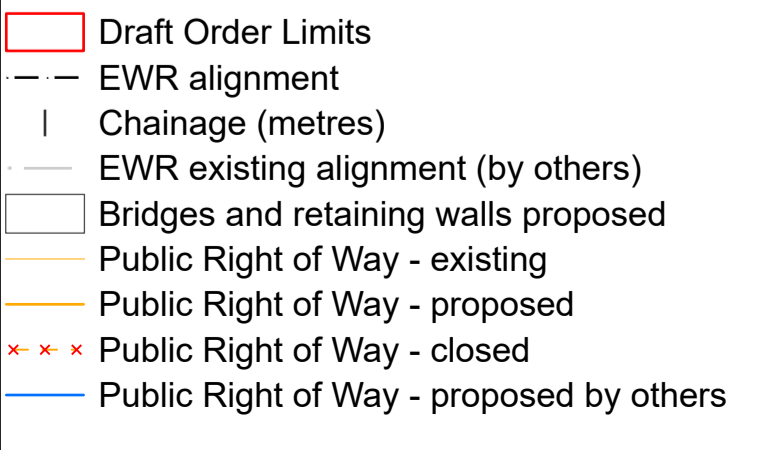 Draft Order Limits
EWR alignment
Chainage (metres)
EWR existing alignment (by others)
Bridges and retaining walls proposed
Public Right of Way - existing
Public Right of Way - proposed
Public Right of Way - closed
Public Right of Way - proposed by others